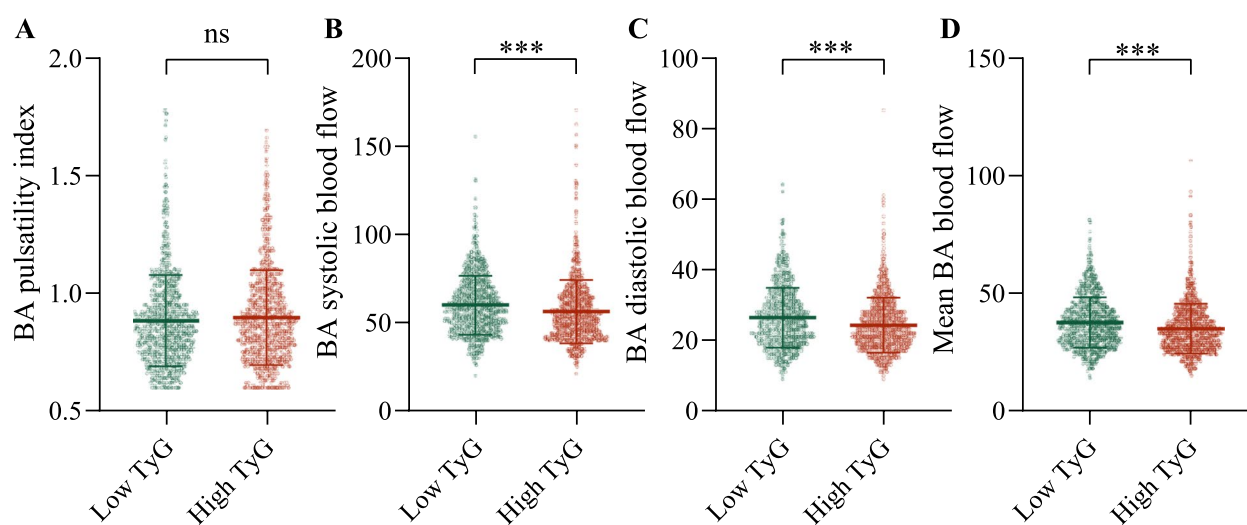 A
ns
BA pulsatility index
2.0
1.5
1.0
0.5
Low TyG
High TyG
B
***
BA systolic blood flow
200
150
100
50
0
Low TyG
High TyG
C
***
BA diastolic blood flow
100
80
60
40
20
0
Low TyG
High TyG
D
***
Mean BA blood flow
150
100
50
0
Low TyG
High TyG